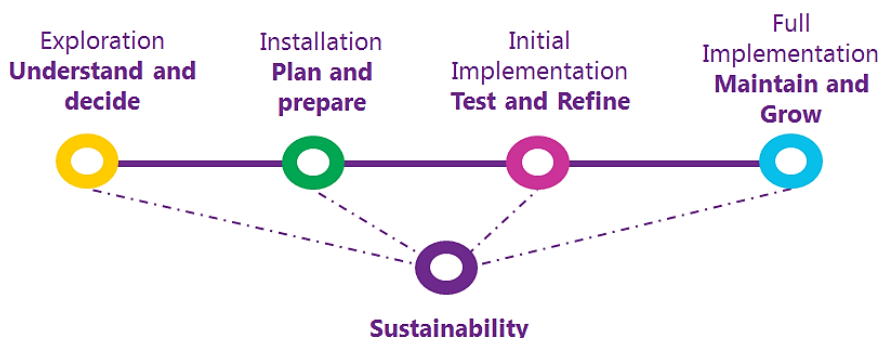 Exploration
Understand and
decide
Installation
Plan and
prepare
Initial
Implementation
Test and Refine
Full
Implementation
Maintain and
Grow
Sustainability